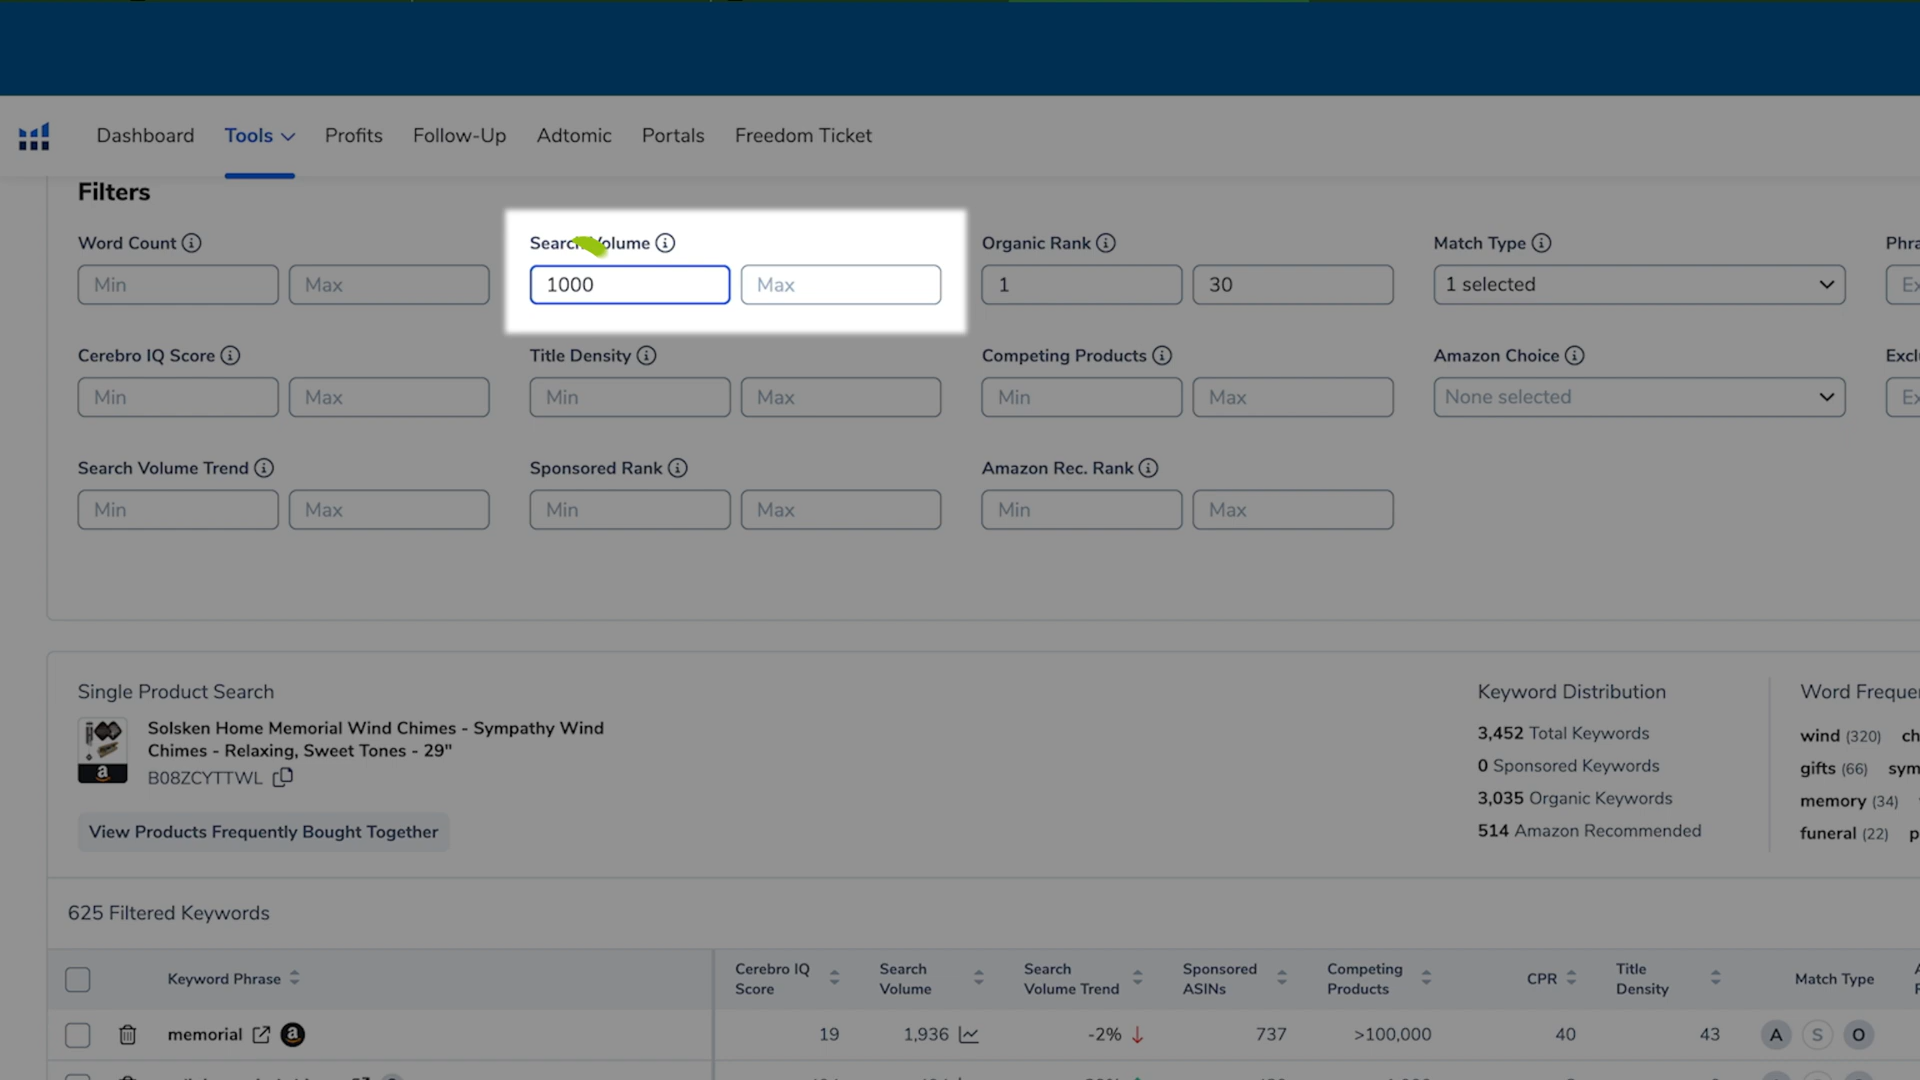 Dashboard Tools Profits Follow-Up Adtomic Portals Freedom Ticket
Filters
Word Count Search Volume Organic Rank Match Type
Min Max 1000 Max 1 30 1 selected
Cerebro IQ Score Title Density Competing Products Amazon Choice
Min Max Min Max Min Max None selected
Search Volume Trend Sponsored Rank Amazon Rec. Rank
Min Max Min Max Min Max
Single Product Search Keyword Distribution
Solsken Home Memorial Wind Chimes - Sympathy Wind
Chimes - Relaxing, Sweet Tones - 29"
B08ZCYTTWL
View Products Frequently Bought Together
3,452 Total Keywords
0 Sponsored Keywords
3,035 Organic Keywords
514 Amazon Recommended
Word
wind (320)
gifts (66)
memory (34)
funeral (22)
625 Filtered Keywords
Keyword Phrase Cerebro IQ Score Search Volume Search Volume Trend Sponsored ASINs Competing Products CPR Title Density Match Type
memorial a 19 1,936 -2% 737 >100,000 40 43 A S O